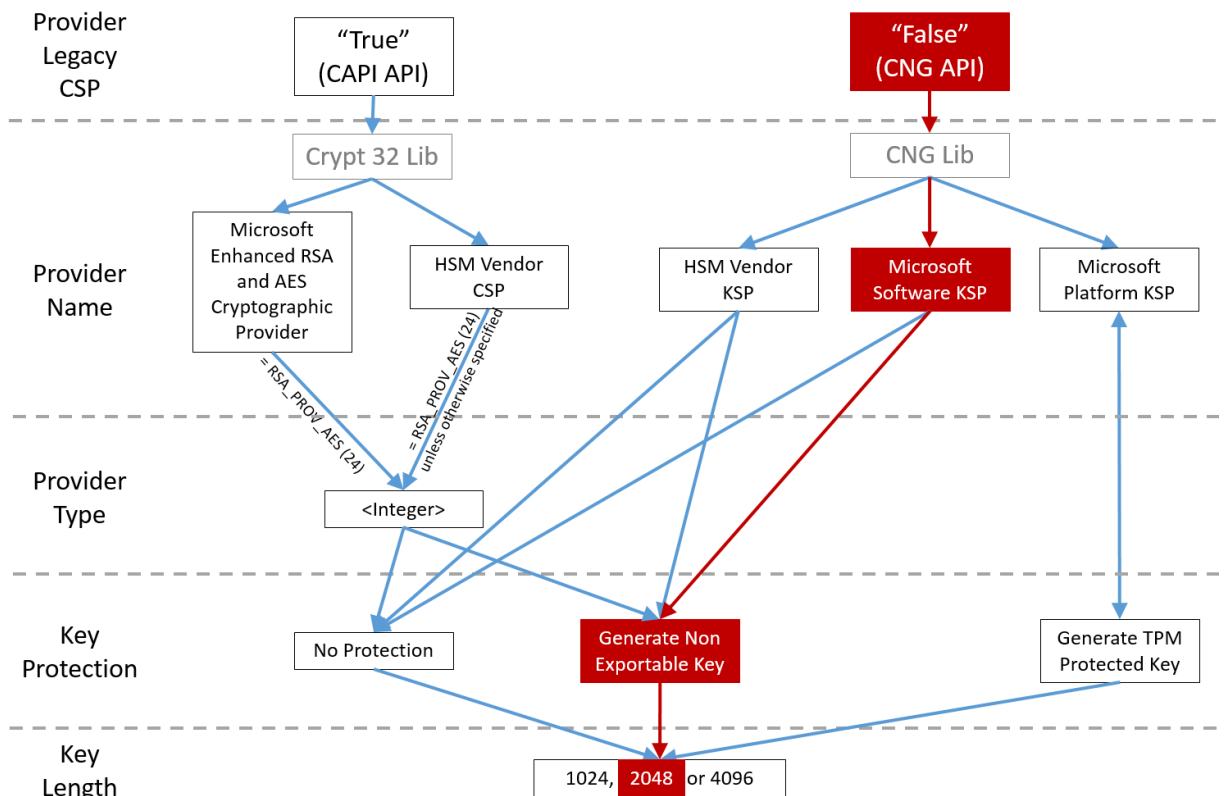 Provider
Legacy
CSP
“True”
(CAPI API)
“False”
(CNG API)
Crypt 32 Lib
CNG Lib
Provider
Name
Microsoft
Enhanced RSA
and AES
Cryptographic
Provider
HSM Vendor
CSP
HSM Vendor
KSP
Microsoft
Software KSP
Microsoft
Platform KSP
= RSA_PROV_AES (24)
= RSA_PROV_AES (24)
unless otherwise specified
Provider
Type
<Integer>
Key
Protection
No Protection
Generate Non
Exportable Key
Generate TPM
Protected Key
Key
Length
1024, 2048 or 4096